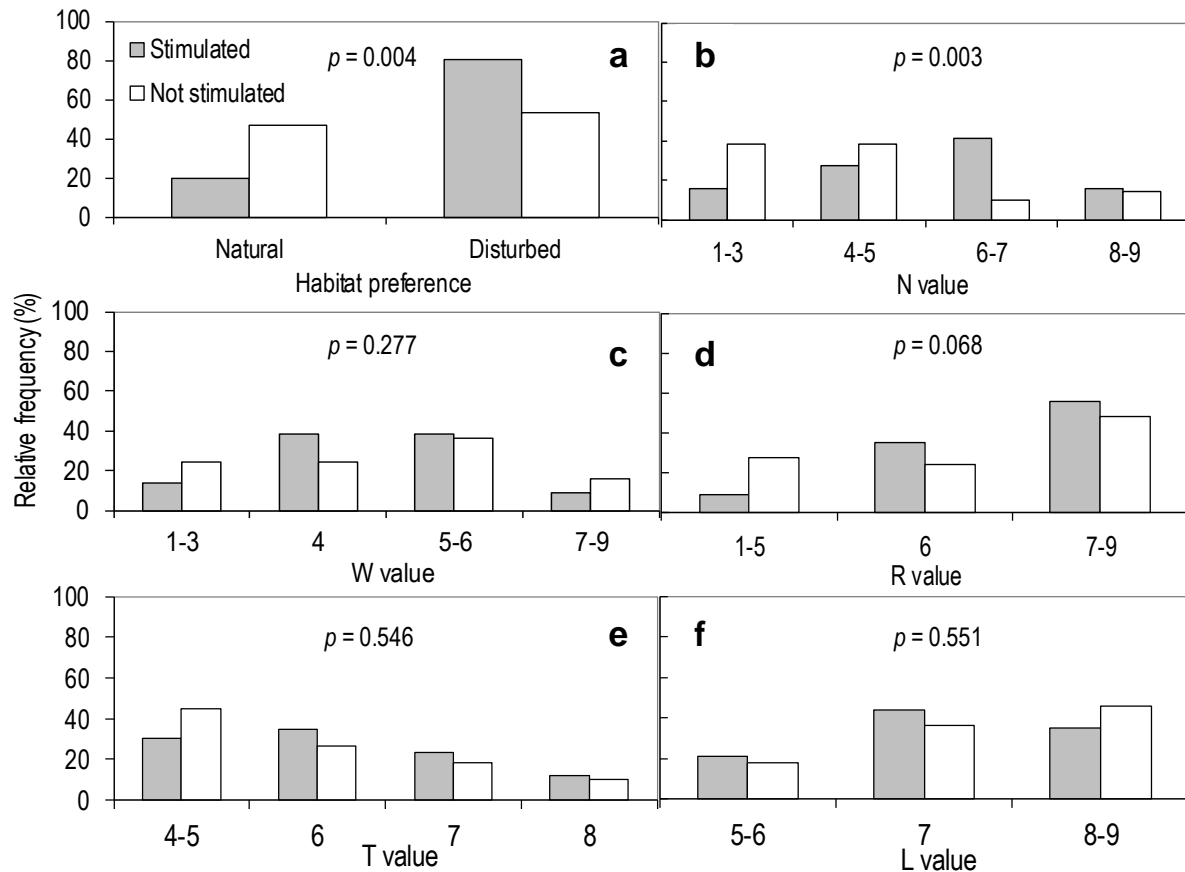 100
80
60
40
20
0
Stimulated
Not stimulated
p = 0.004
a
Natural Disturbed
Habitat preference
b
p = 0.003
1-3 4-5 6-7 8-9
N value
Relative frequency (%)
100
80
60
40
20
0
p = 0.277
c
1-3 4 5-6 7-9
W value
d
p = 0.068
1-5 6 7-9
R value
100
80
60
40
20
0
p = 0.546
e
4-5 6 7 8
T value
f
p = 0.551
5-6 7 8-9
L value